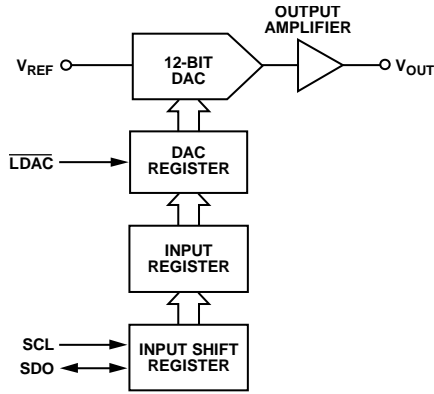 OUTPUT
AMPLIFIER
VREF
12-BIT
DAC
VOUT
LDAC
DAC
REGISTER
INPUT
REGISTER
SCL
SDO
INPUT SHIFT
REGISTER